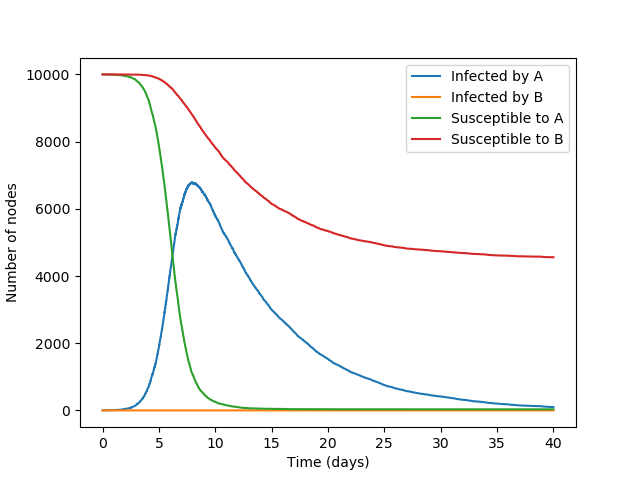 Infected by A
Infected by B
Susceptible to A
Susceptible to B
Number of nodes
10000
8000
6000
4000
2000
0
0 5 10 15 20 25 30 35 40
Time (days)